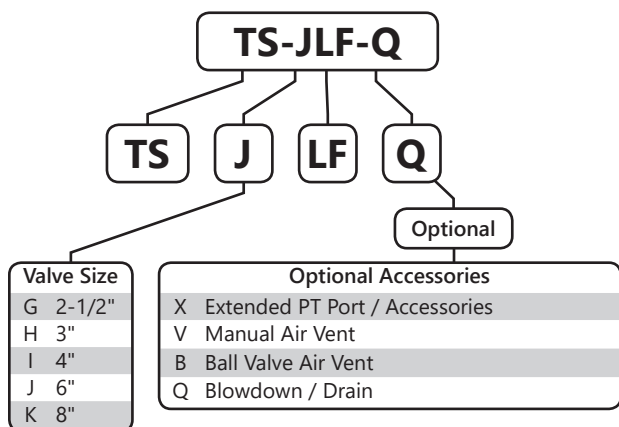 TS-JLF-Q
TS J LF Q
Optional
Valve Size
G 2-1/2"
H 3"
I 4"
J 6"
K 8"
Optional Accessories
X Extended PT Port / Accessories
V Manual Air Vent
B Ball Valve Air Vent
Q Blowdown / Drain